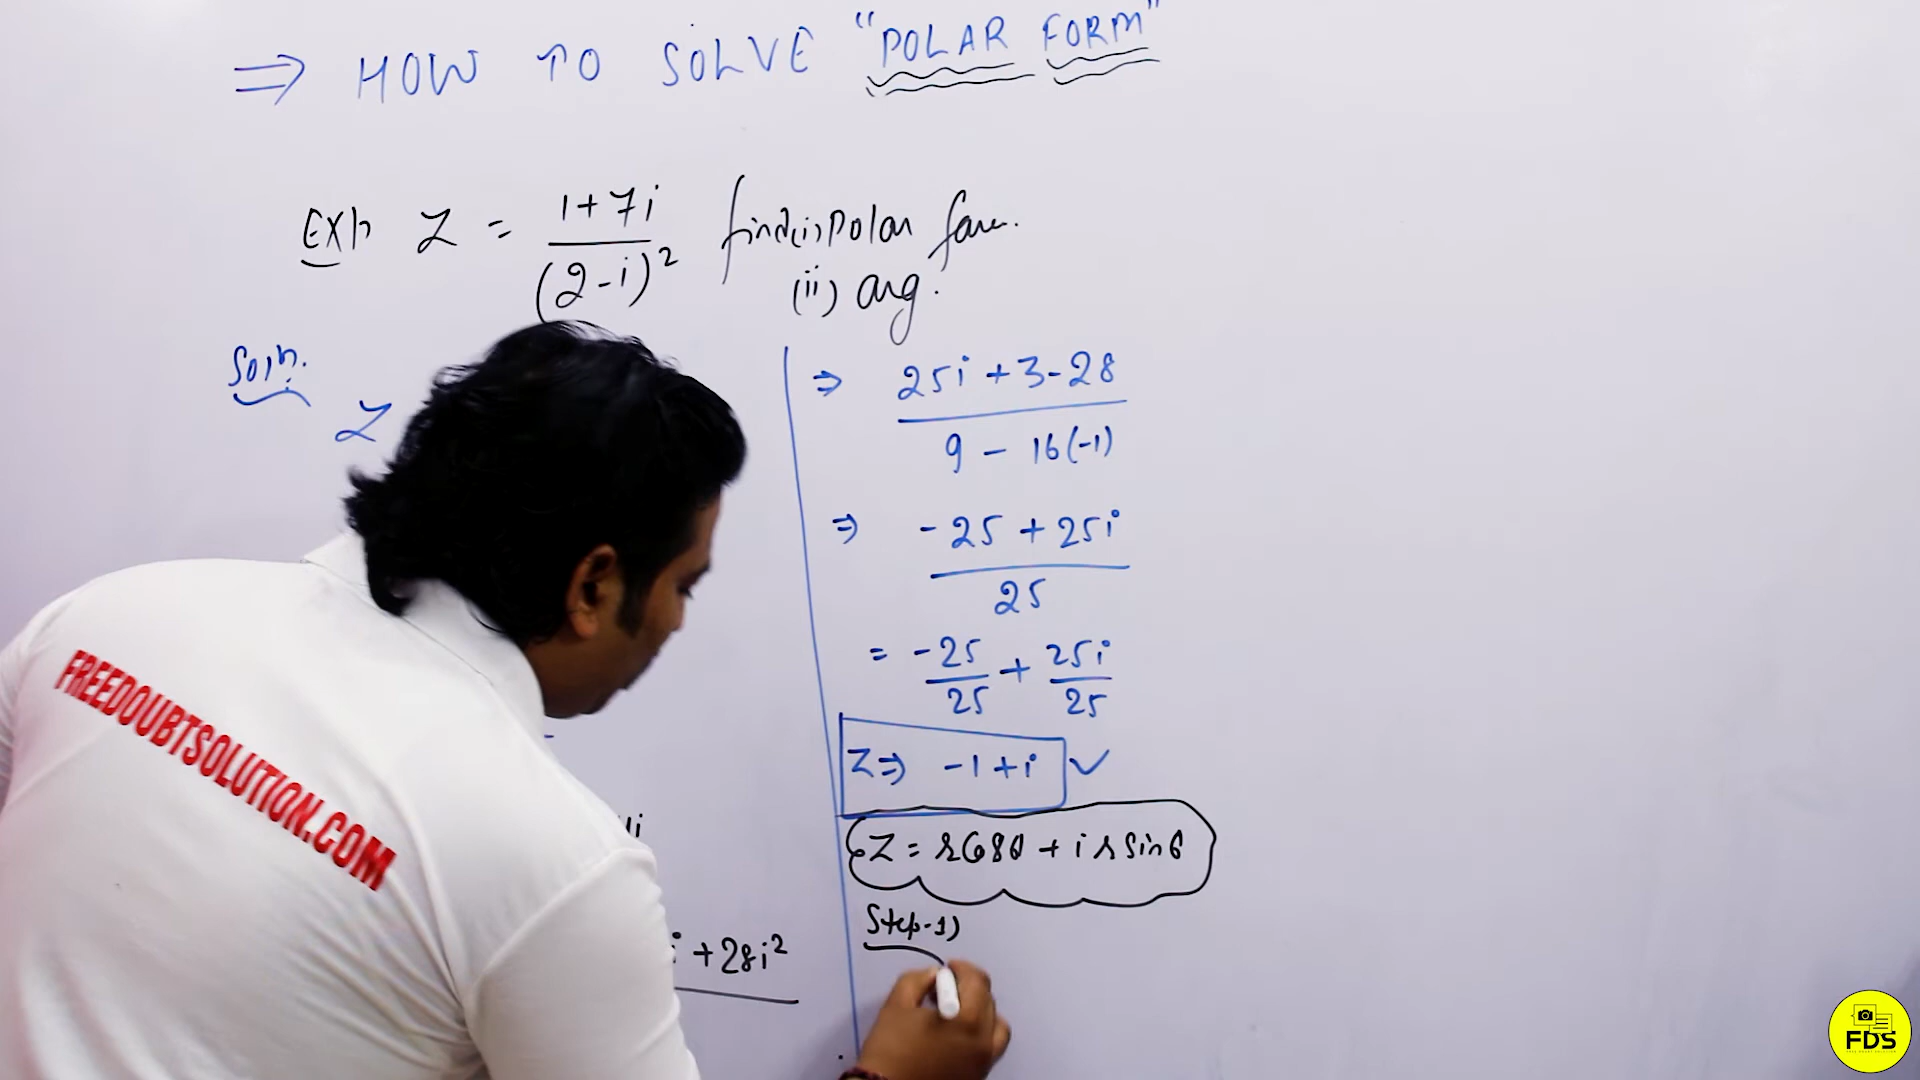 ⇒ HOW TO SOLVE "POLAR FORM"
Exh Z = 1+7i / (2-i)² find (i) Polar form.
(ii) arg.
Soln.
Z
i + 28i²
⇒ 25i + 3 - 28 / 9 - 16(-1)
⇒ -25 + 25i / 25
= -25/25 + 25i/25
Z ⇒ -1 + i ✓
Z = r cos θ + i r sin θ
Step-1)
FREEDOUBTSOLUTION.COM
FDS